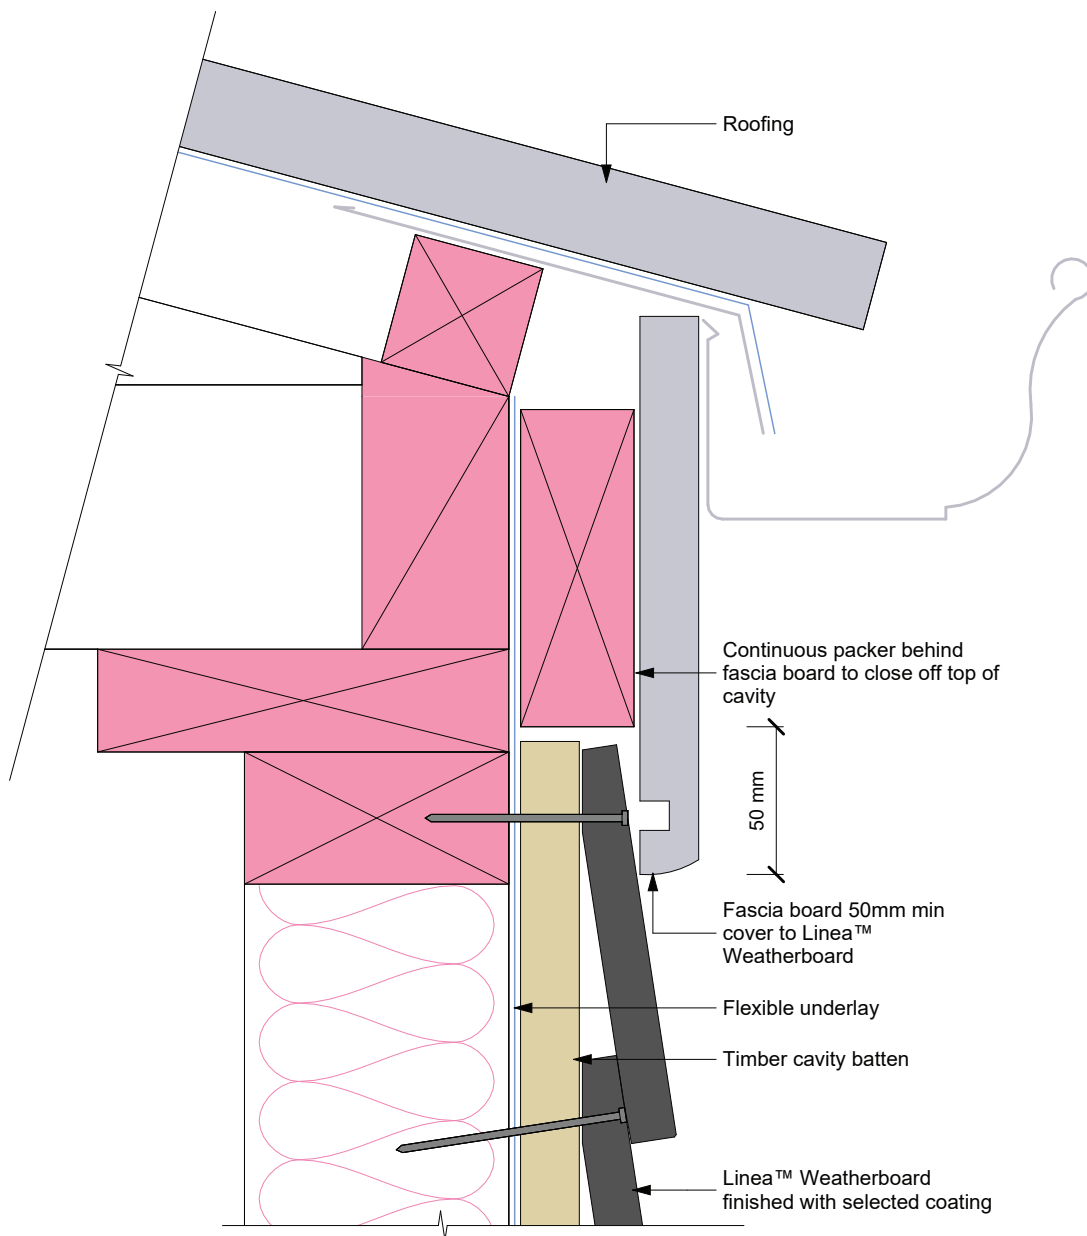 Roofing
Continuous packer behind
fascia board to close off top of
cavity
50 mm
Fascia board 50mm min
cover to Linea™
Weatherboard
Flexible underlay
Timber cavity batten
Linea™ Weatherboard
finished with selected coating